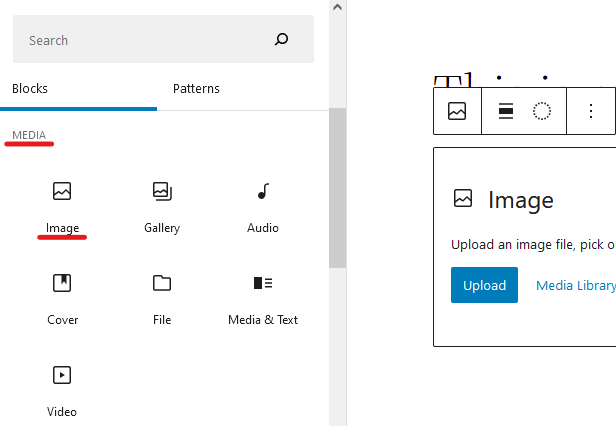 Search
Blocks
Patterns
MEDIA
Image
Gallery
Audio
Cover
File
Media & Text
Video
Image
Upload an image file, pick o
Upload
Media Library